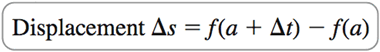 Displacement Δs = f(a + Δt) − f(a)